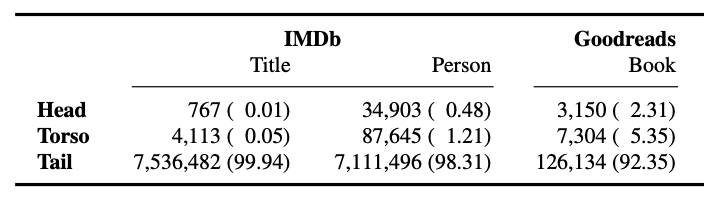 IMDb Goodreads
Title Person Book
Head 767 ( 0.01) 34,903 ( 0.48) 3,150 ( 2.31)
Torso 4,113 ( 0.05) 87,645 ( 1.21) 7,304 ( 5.35)
Tail 7,536,482 (99.94) 7,111,496 (98.31) 126,134 (92.35)